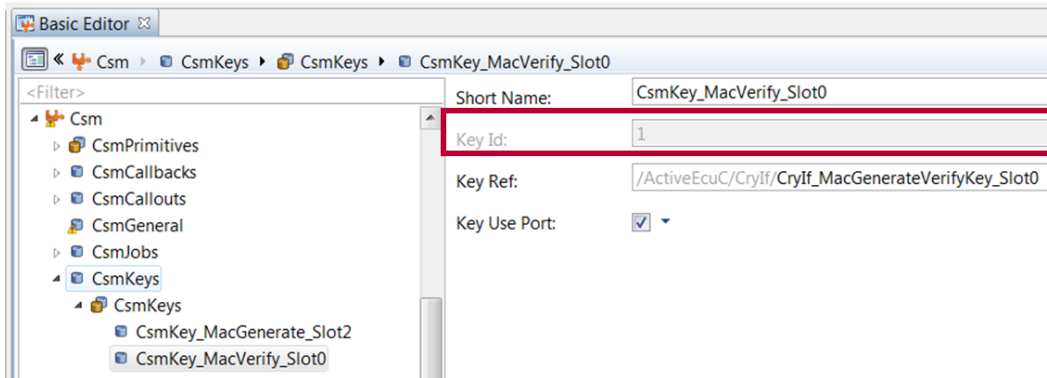 Basic Editor
Csm CsmKeys CsmKeys CsmKey_MacVerify_Slot0
<Filter>
Csm
CsmPrimitives
CsmCallbacks
CsmCallouts
CsmGeneral
CsmJobs
CsmKeys
CsmKeys
CsmKey_MacGenerate_Slot2
CsmKey_MacVerify_Slot0
Short Name: CsmKey_MacVerify_Slot0
Key Id: 1
Key Ref: /ActiveEcuC/CryIf/CryIf_MacGenerateVerifyKey_Slot0
Key Use Port: